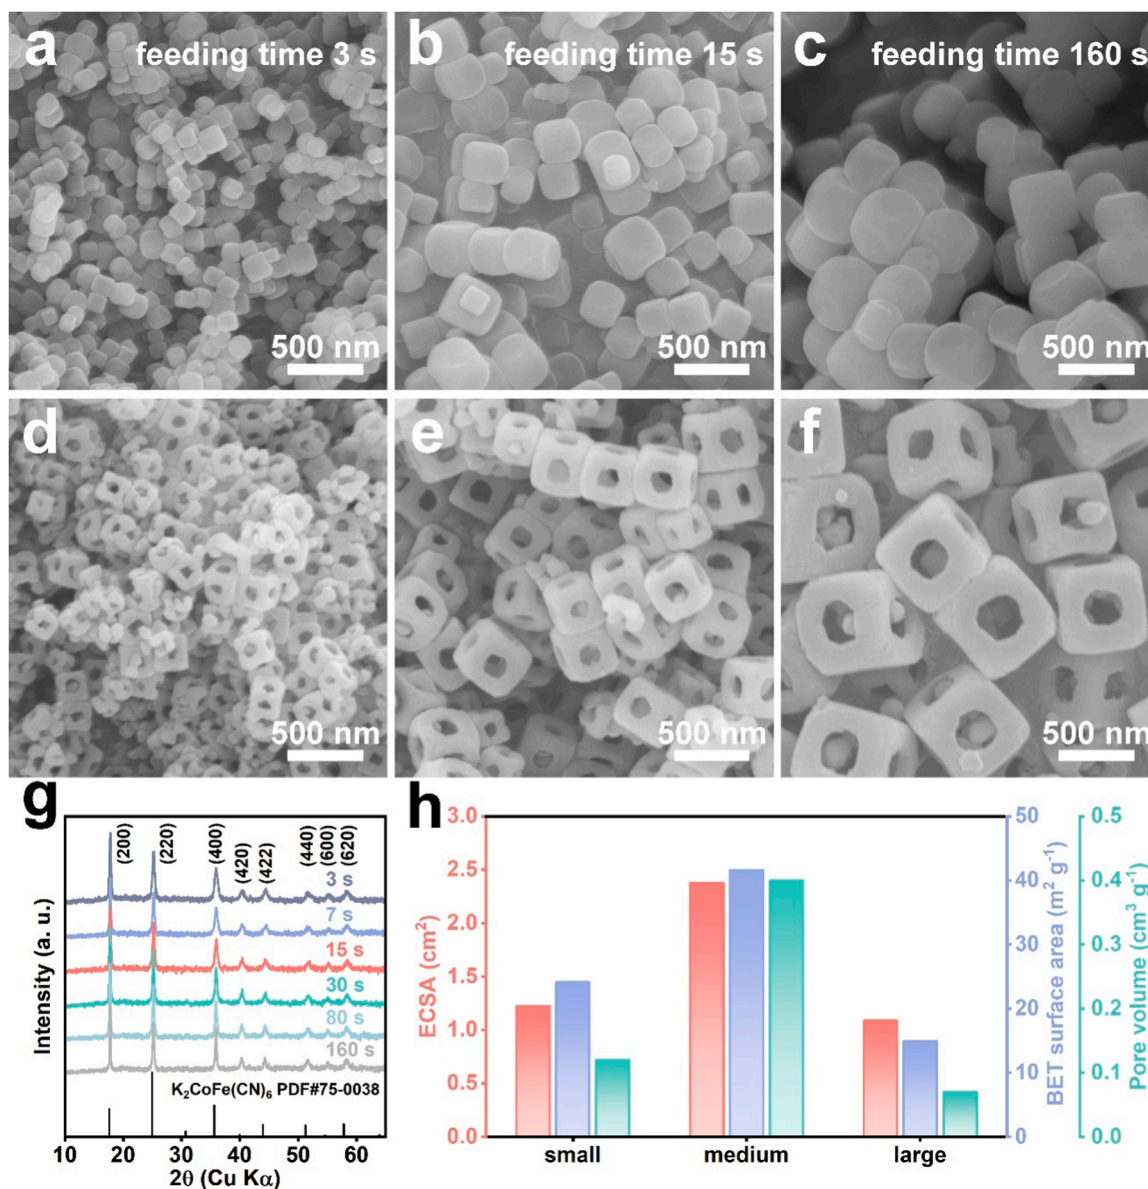 a feeding time 3 s
b feeding time 15 s
c feeding time 160 s
500 nm
500 nm
500 nm
d
e
f
500 nm
500 nm
500 nm
g
(200)
(220)
(400)
(420)
(422)
(440)
(600)
(620)
3 s
7 s
15 s
30 s
80 s
160 s
K₂CoFe(CN)₆ PDF#75-0038
Intensity (a. u.)
10 20 30 40 50 60
2θ (Cu Kα)
h
3.0
2.5
2.0
1.5
1.0
0.5
0.0
ECSA (cm²)
50
40
30
20
10
0
BET surface area (m² g⁻¹)
0.5
0.4
0.3
0.2
0.1
0.0
Pore volume (cm³ g⁻¹)
small medium large